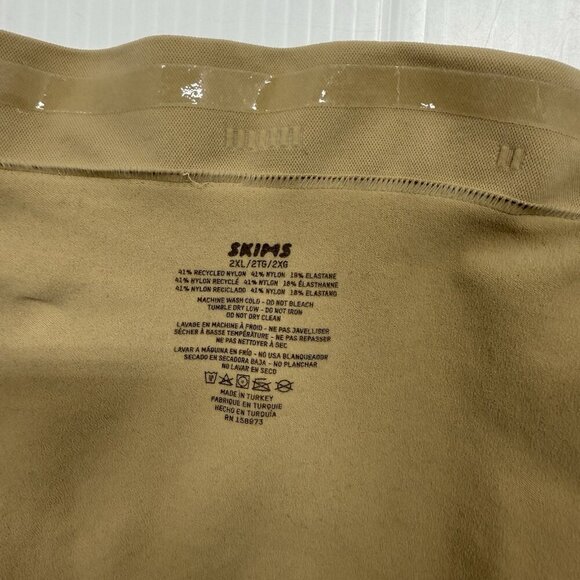 SKIMS
2XL/2TG/2XG
41% RECYCLED NYLON 41% NYLON 18% ELASTANE
41% NYLON RECYCLÉ 41% NYLON 18% ELASTHANNE
41% NYLON RECICLADO 41% NYLON 18% ELASTANO
MACHINE WASH COLD - DO NOT BLEACH
TUMBLE DRY LOW - DO NOT IRON
DO NOT DRY CLEAN
LAVABLE EN MACHINE À FROID - NE PAS JAVELLISER
SÉCHER À BASSE TEMPÉRATURE - NE PAS REPASSER
NE PAS NETTOYER À SEC
LAVAR A MÁQUINA EN FRÍO - NO USA BLANQUEADOR
SECADO EN SECADORA BAJA - NO PLANCHAR
NO LAVAR EN SECO
MADE IN TURKEY
FABRIQUE EN TURQUIE
HECHO EN TURQUIA
RN 158973